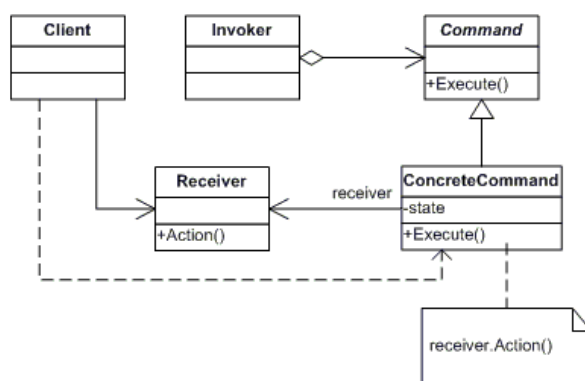 Client
Invoker
Command
+Execute()
Receiver
+Action()
receiver
ConcreteCommand
-state
+Execute()
receiver.Action()